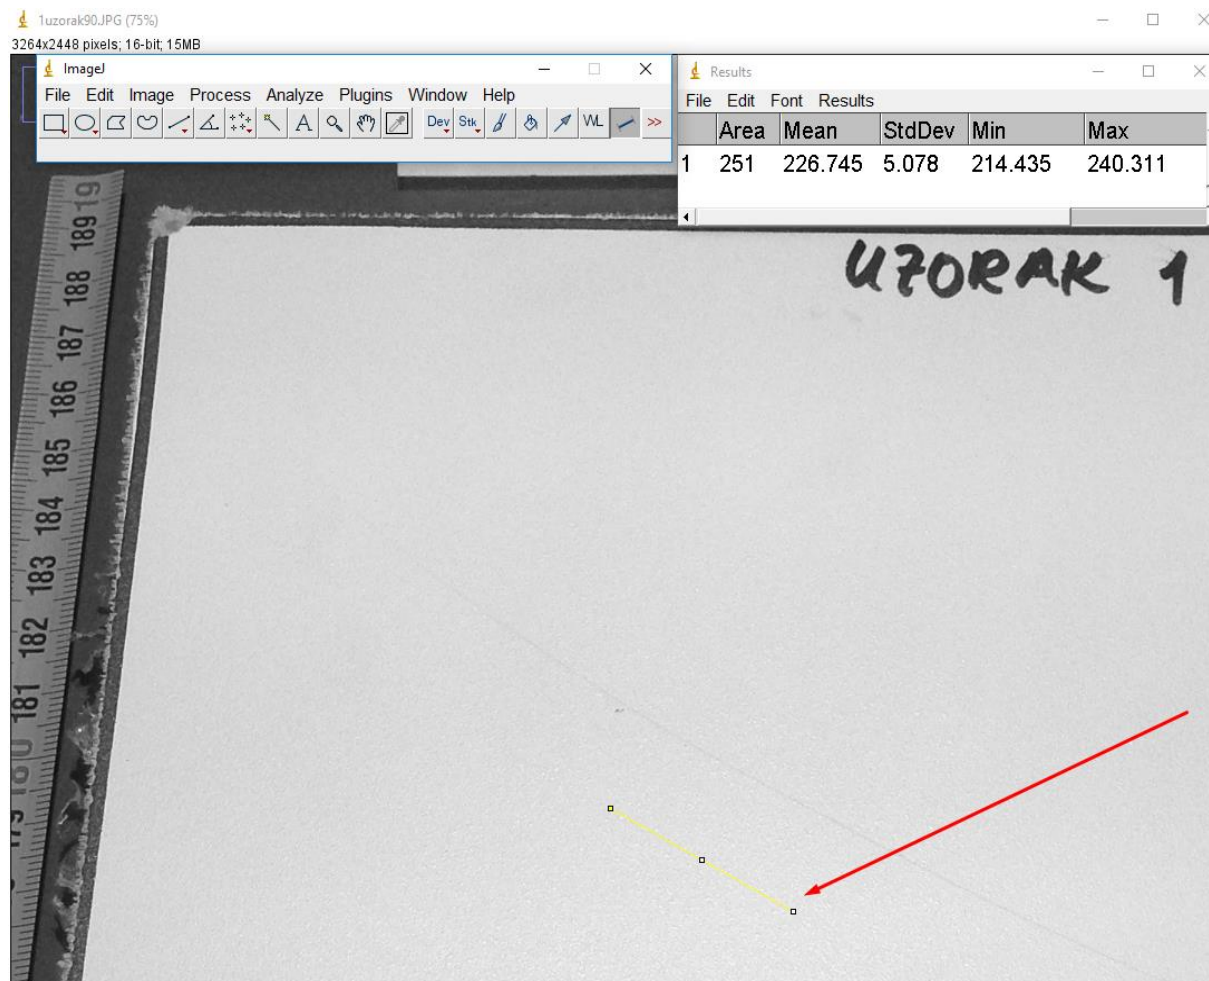 1uzorak90.JPG (75%)
3264x2448 pixels; 16-bit; 15MB
ImageJ
File Edit Image Process Analyze Plugins Window Help
A Dev Stk WL >>
Results
File Edit Font Results
Area Mean StdDev Min Max
1 251 226.745 5.078 214.435 240.311
UZORAK 1
19
189
188
187
186
185
184
183
182
181